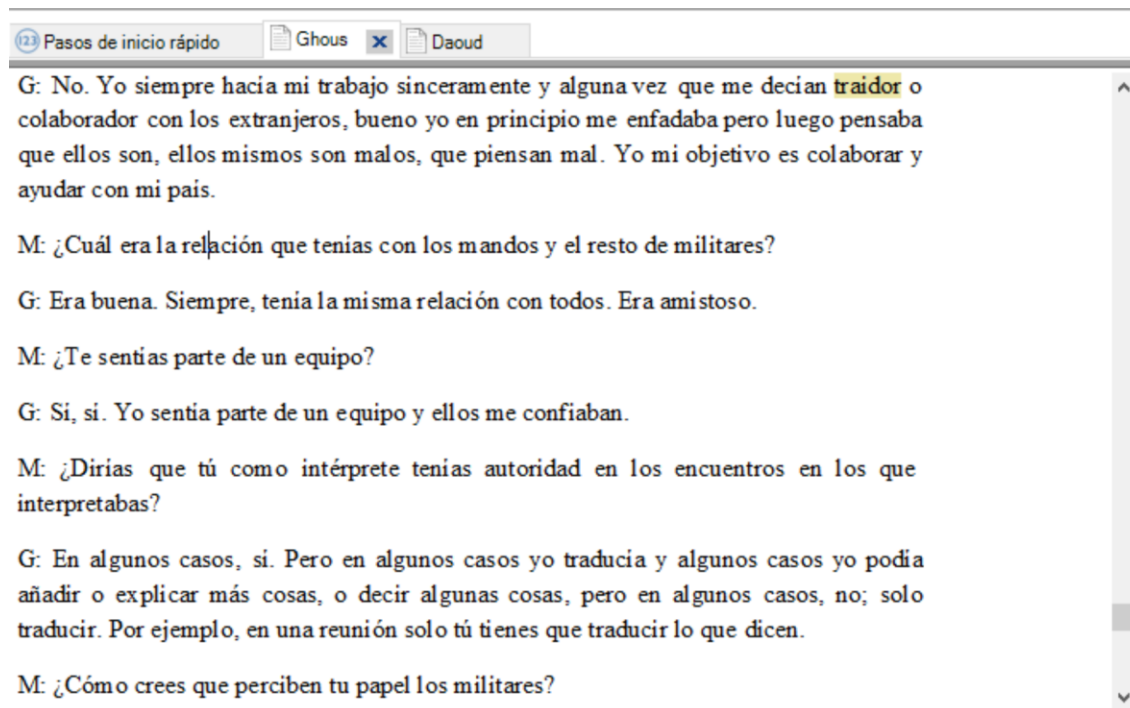 123 Pasos de inicio rápido Ghous x Daoud
G: No. Yo siempre hacía mi trabajo sinceramente y alguna vez que me decían traidor o
colaborador con los extranjeros, bueno yo en principio me enfadaba pero luego pensaba
que ellos son, ellos mismos son malos, que piensan mal. Yo mi objetivo es colaborar y
ayudar con mi país.
M: ¿Cuál era la relación que tenías con los mandos y el resto de militares?
G: Era buena. Siempre, tenía la misma relación con todos. Era amistoso.
M: ¿Te sentías parte de un equipo?
G: Sí, sí. Yo sentía parte de un equipo y ellos me confiaban.
M: ¿Dirías que tú como intérprete tenías autoridad en los encuentros en los que
interpretabas?
G: En algunos casos, sí. Pero en algunos casos yo traducía y algunos casos yo podía
añadir o explicar más cosas, o decir algunas cosas, pero en algunos casos, no; solo
traducir. Por ejemplo, en una reunión solo tú tienes que traducir lo que dicen.
M: ¿Cómo crees que perciben tu papel los militares?